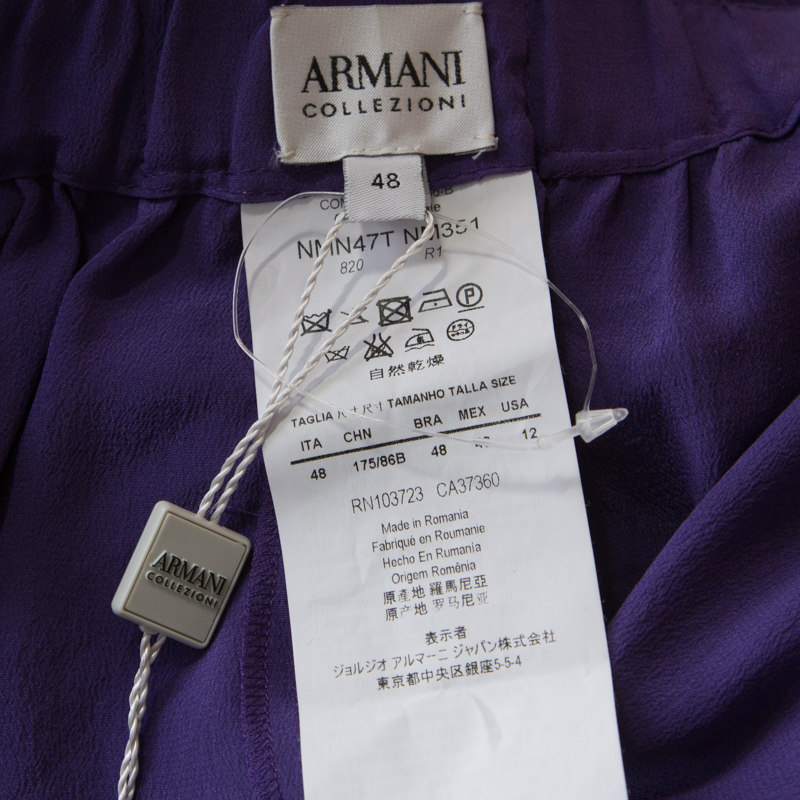 ARMANI
COLLEZIONI
48
NMN47T NM351
820 R1
P
自然乾燥
TAGLIA 尺寸 尺寸 TAMANHO TALLA SIZE
ITA CHN BRA MEX USA
48 175/86B 48 12
RN103723 CA37360
Made in Romania
Fabriqué en Roumanie
Hecho En Rumania
Origem Romênia
原産地 羅馬尼亞
原产地 罗马尼亚
表示者
ジョルジオ アルマーニ ジャパン株式会社
東京都中央区銀座5-5-4
ARMANI
COLLEZIONI